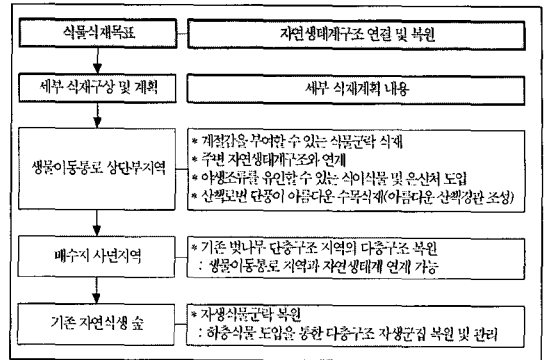 식물식재목표
자연생태계구조 연결 및 복원
세부 식재구상 및 계획
세부 식재계획 내용
생물이동통로 상단부지역
* 계절감을 부여할 수 있는 식물군락 식재
* 주변 자연생태계구조와 연계
* 야생조류를 유인할 수 있는 식이식물 및 은신처 도입
* 산책로변 단풍이 아름다운 수목식재(아름다운 산책경관 조성)
배수지 사면지역
* 기존 벚나무 단층구조 지역의 다층구조 복원
: 생물이동통로 지역과 자연생태계 연계 가능
기존 자연식생 숲
* 자생식물군락 복원
: 하층식물 도입을 통한 다층구조 자생군집 복원 및 관리